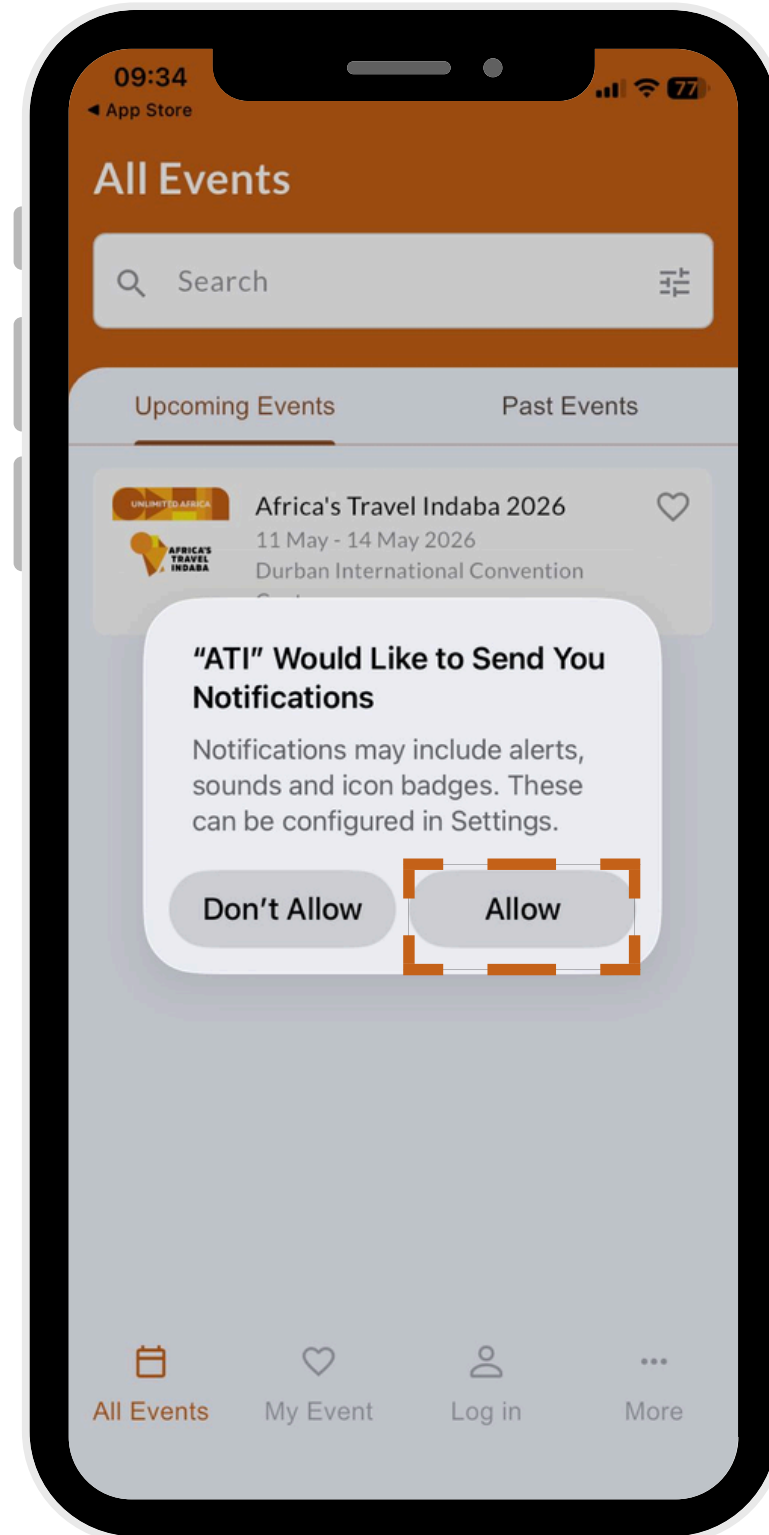 09:34
77
◀ App Store
All Events
Search
Upcoming Events
Past Events
UNLIMITED AFRICA
AFRICA'S
TRAVEL
INDABA
Africa's Travel Indaba 2026
11 May - 14 May 2026
Durban International Convention
"ATI" Would Like to Send You
Notifications
Notifications may include alerts,
sounds and icon badges. These
can be configured in Settings.
Don't Allow
Allow
All Events
My Event
Log in
More